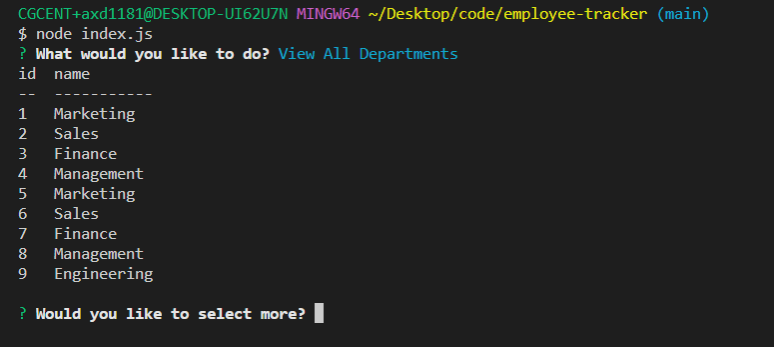 CGCENT+axd1181@DESKTOP-UI62U7N MINGW64 ~/Desktop/code/employee-tracker (main)
$ node index.js
? What would you like to do? View All Departments
id  name
--  -----------
1   Marketing
2   Sales
3   Finance
4   Management
5   Marketing
6   Sales
7   Finance
8   Management
9   Engineering
? Would you like to select more?